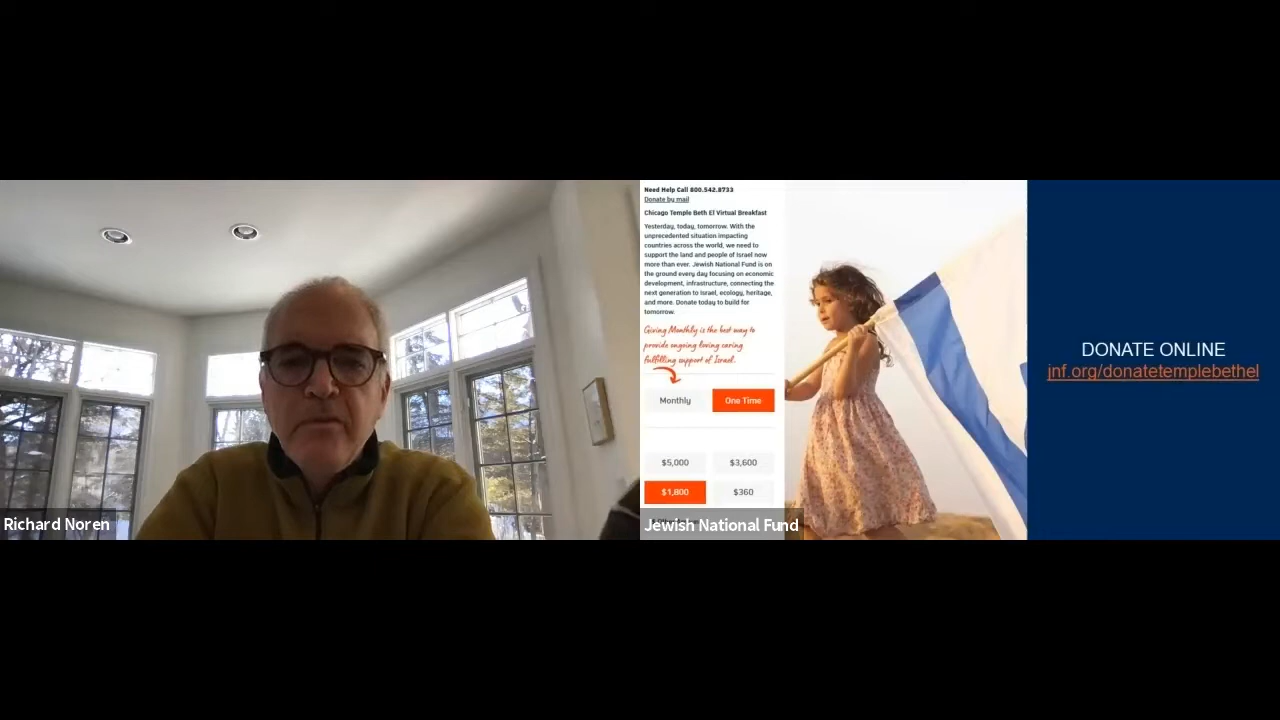 Richard Noren
Need Help Call 800.542.8733
Donate by mail
Chicago Temple Beth El Virtual Breakfast
Yesterday, today, tomorrow. With the
unprecedented situation impacting
countries across the world, we need to
support the land and people of Israel now
more than ever. Jewish National Fund is on
the ground every day focusing on economic
development, infrastructure, connecting the
next generation to Israel, ecology, heritage,
and more. Donate today to build for
tomorrow.
Giving Monthly is the best way to
provide ongoing loving caring
fulfilling support of Israel.
Monthly
One Time
$5,000
$3,600
$1,800
$360
Jewish National Fund
DONATE ONLINE
jnf.org/donatetemplebethel